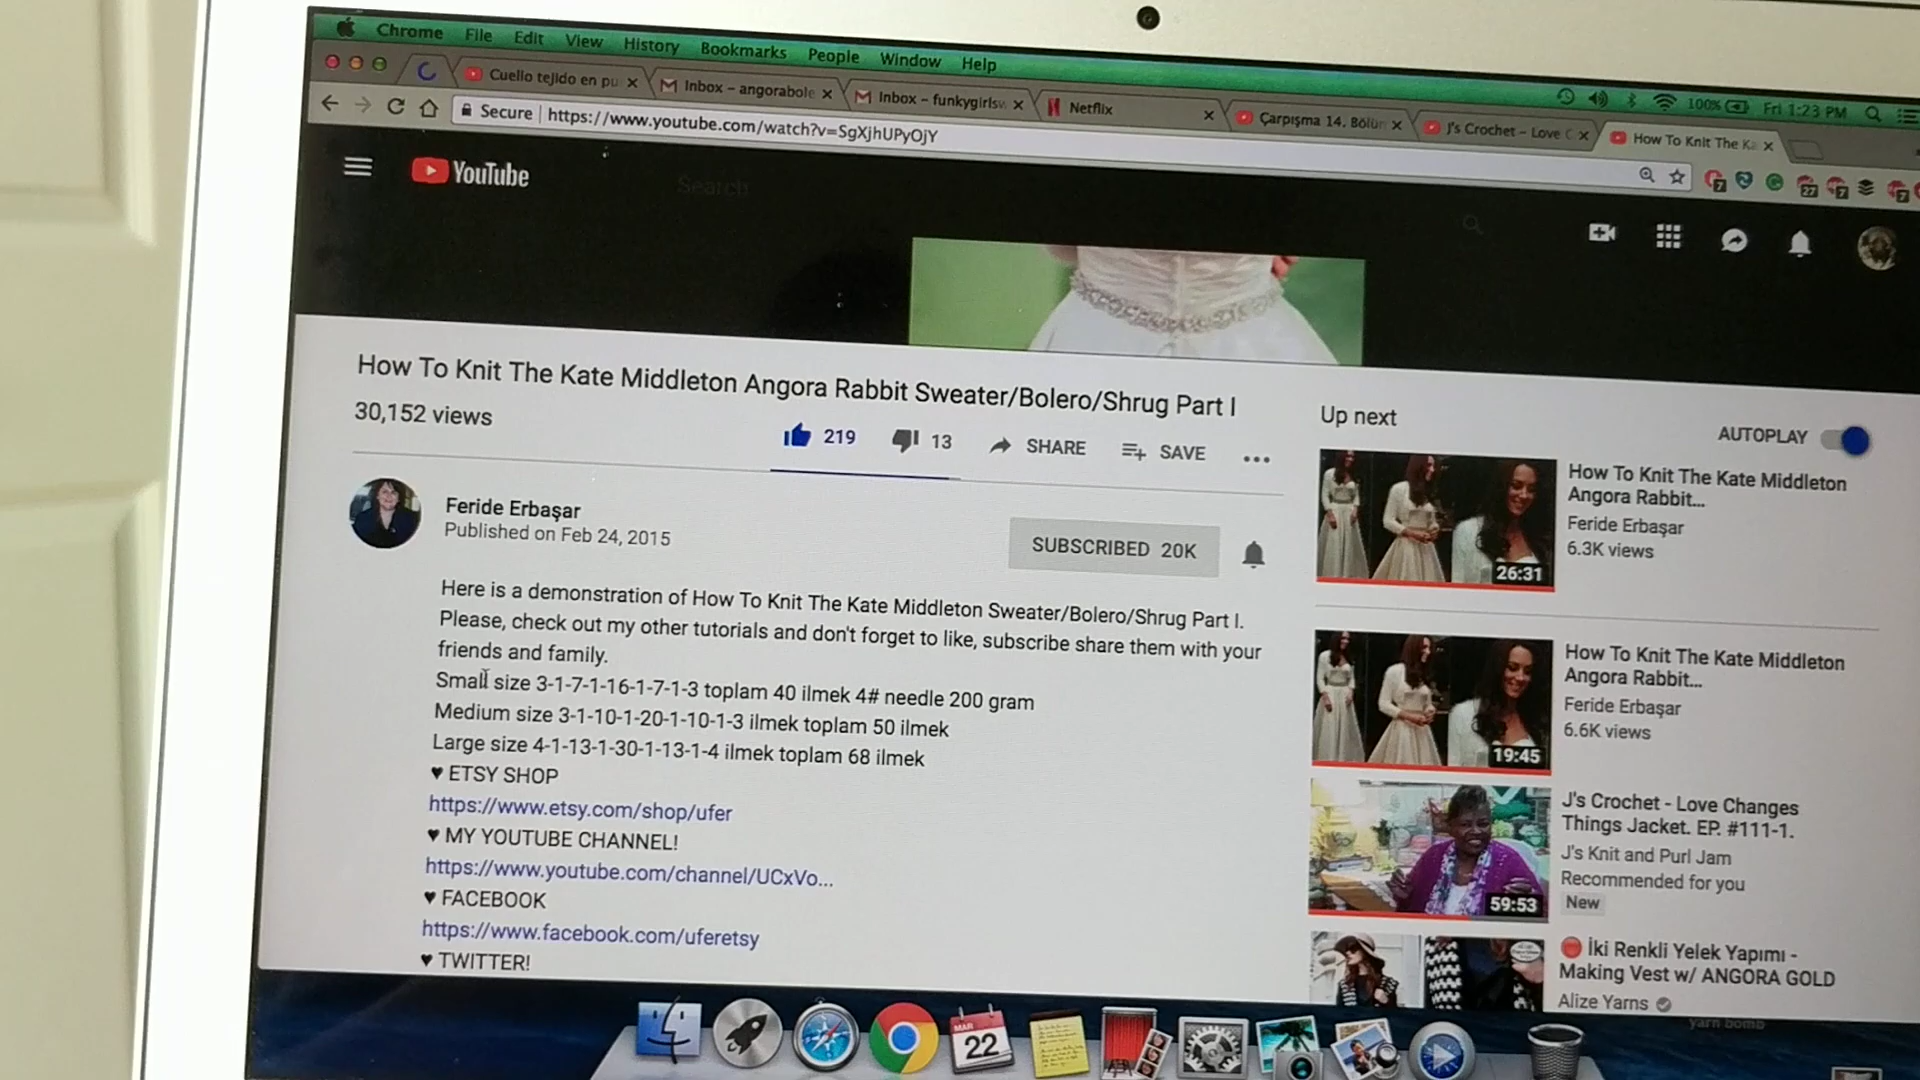 Chrome File Edit View History Bookmarks People Window Help
100% Fri 1:23 PM
Cuello tejido en pu
Inbox – angorabole
Inbox – funkygirlsw
Netflix
Çarpışma 14. Bölüm
J's Crochet – Love C
How To Knit The Ka
Secure | https://www.youtube.com/watch?v=SgXjhUPyOjY
YouTube
Search
How To Knit The Kate Middleton Angora Rabbit Sweater/Bolero/Shrug Part I
30,152 views
219 13 SHARE SAVE
Feride Erbaşar
Published on Feb 24, 2015
SUBSCRIBED 20K
Here is a demonstration of How To Knit The Kate Middleton Sweater/Bolero/Shrug Part I.
Please, check out my other tutorials and don't forget to like, subscribe share them with your
friends and family.
Small size 3-1-7-1-16-1-7-1-3 toplam 40 ilmek 4# needle 200 gram
Medium size 3-1-10-1-20-1-10-1-3 ilmek toplam 50 ilmek
Large size 4-1-13-1-30-1-13-1-4 ilmek toplam 68 ilmek
♥ ETSY SHOP
https://www.etsy.com/shop/ufer
♥ MY YOUTUBE CHANNEL!
https://www.youtube.com/channel/UCxVo...
♥ FACEBOOK
https://www.facebook.com/uferetsy
♥ TWITTER!
Up next
AUTOPLAY
How To Knit The Kate Middleton
Angora Rabbit...
Feride Erbaşar
6.3K views
26:31
How To Knit The Kate Middleton
Angora Rabbit...
Feride Erbaşar
6.6K views
19:45
J's Crochet - Love Changes
Things Jacket. EP. #111-1.
J's Knit and Purl Jam
Recommended for you
New
59:53
İki Renkli Yelek Yapımı -
Making Vest w/ ANGORA GOLD
Alize Yarns
yarn bomb
MAR
22